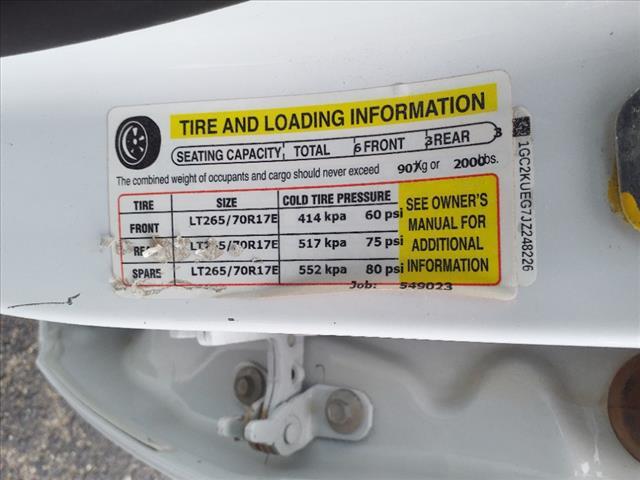 TIRE AND LOADING INFORMATION
SEATING CAPACITY TOTAL 6 FRONT 3 REAR 3
The combined weight of occupants and cargo should never exceed kg or 2000 lbs.
TIRE SIZE COLD TIRE PRESSURE
FRONT LT265/70R17E 414 kpa 60 psi
517 kpa 75 psi
SPARE LT265/70R17E 552 kpa 80 psi
SEE OWNER'S
MANUAL FOR
ADDITIONAL
INFORMATION
Job: 549023
1GC2KUEG7JZ248226